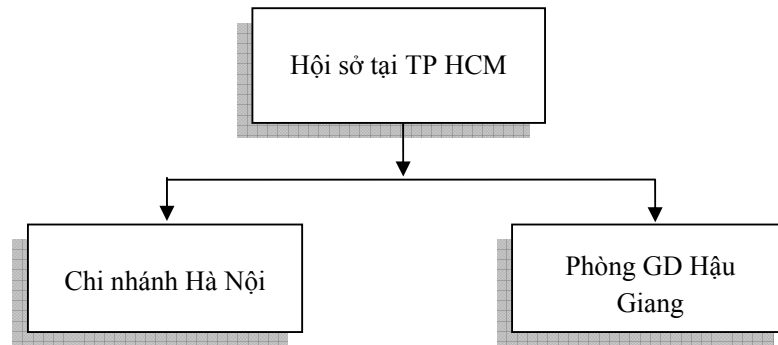 Hội sở tại TP HCM
Chi nhánh Hà Nội
Phòng GD Hậu
Giang